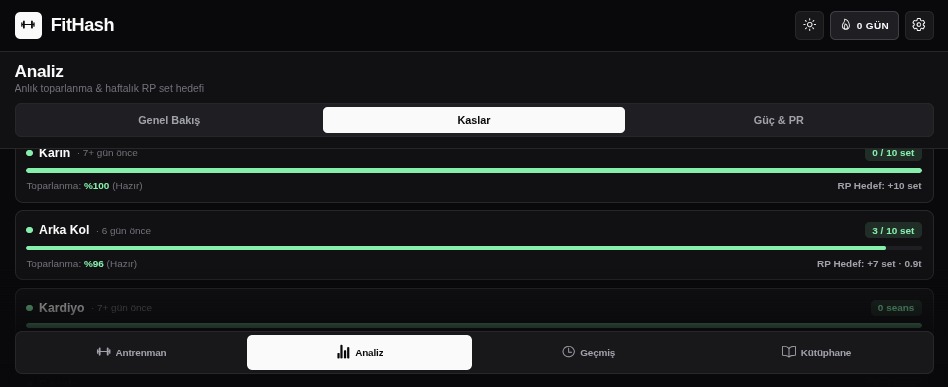 FitHash
0 GÜN
Analiz
Anlık toparlanma & haftalık RP set hedefi
Genel Bakış
Kaslar
Güç & PR
Karın · 7+ gün önce
0 / 10 set
Toparlanma: %100 (Hazır)
RP Hedef: +10 set
Arka Kol · 6 gün önce
3 / 10 set
Toparlanma: %96 (Hazır)
RP Hedef: +7 set · 0.9t
Kardiyo · 7+ gün önce
0 seans
Antrenman
Analiz
Geçmiş
Kütüphane